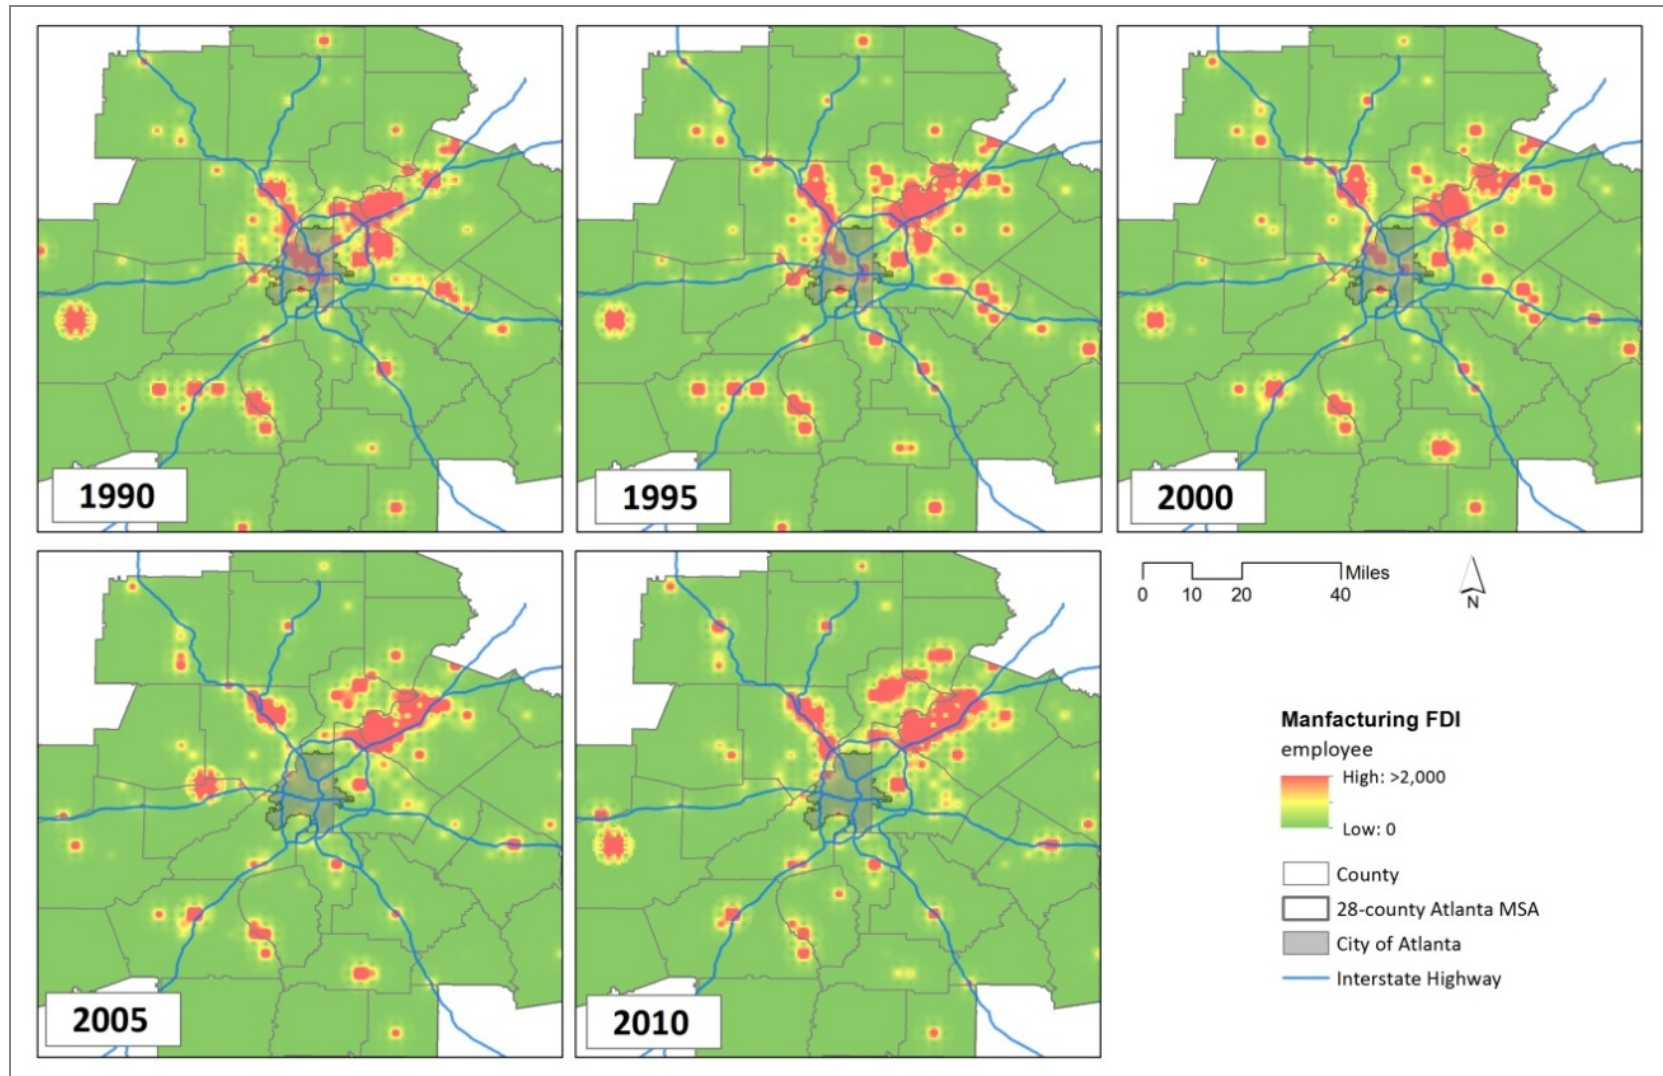 1990
1995
2000
2005
2010
Miles
0 10 20 40
N
Manfacturing FDI
employee
High: >2,000
Low: 0
County
28-county Atlanta MSA
City of Atlanta
Interstate Highway